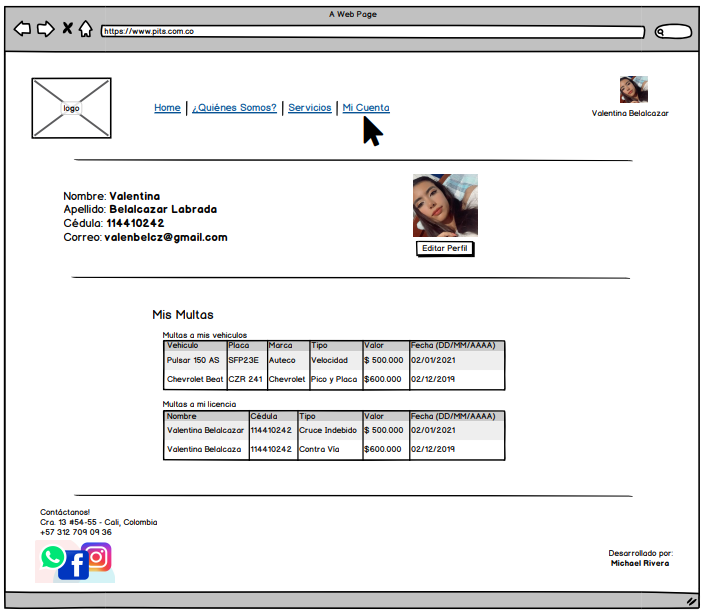 A Web Page
https://www.pits.com.co
logo
Home | ¿Quiénes Somos? | Servicios | Mi Cuenta
Valentina Belalcazar
Nombre: Valentina
Apellido: Belalcazar Labrada
Cédula: 114410242
Correo: valenbelcz@gmail.com
Editar Perfil
Mis Multas
Multas a mis vehiculos
Vehiculo Placa Marca Tipo Valor Fecha (DD/MM/AAAA)
Pulsar 150 AS SFP23E Auteco Velocidad $ 500.000 02/01/2021
Chevrolet Beat CZR 241 Chevrolet Pico y Placa $600.000 02/12/2019
Multas a mi licencia
Nombre Cédula Tipo Valor Fecha (DD/MM/AAAA)
Valentina Belalcazar 114410242 Cruce Indebido $ 500.000 02/01/2021
Valentina Belalcaza 114410242 Contra Vía $600.000 02/12/2019
Contáctanos!
Cra. 13 #54-55 - Cali, Colombia
+57 312 709 09 36
Desarrollado por:
Michael Rivera